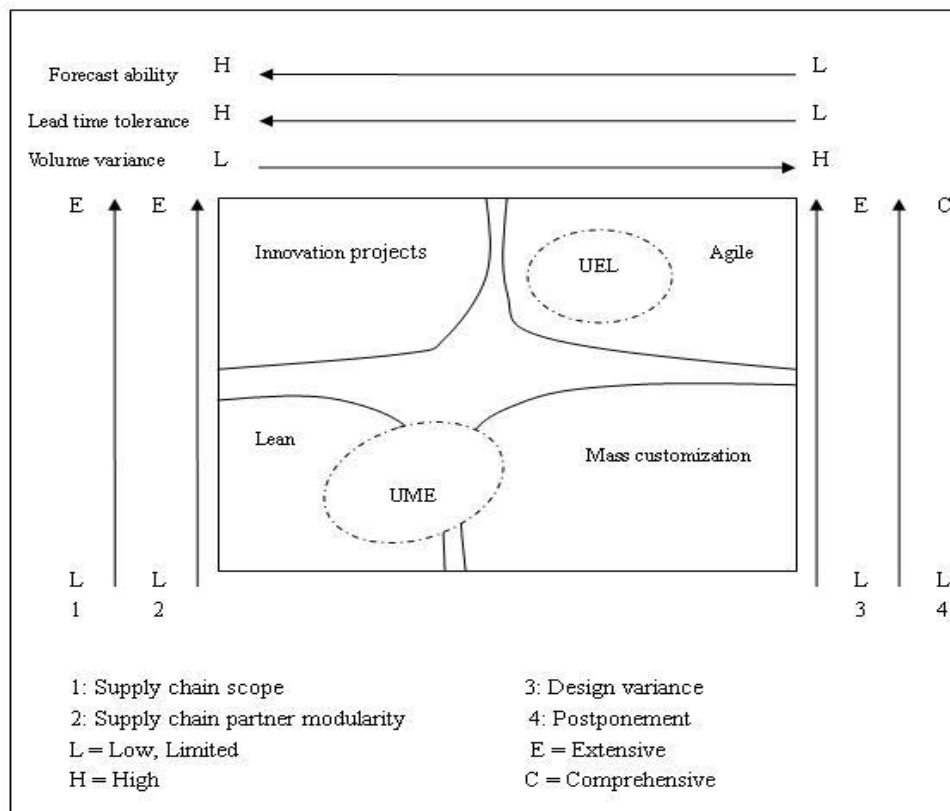 Forecast ability H L
Lead time tolerance H L
Volume variance L H
E E E C
Innovation projects UEL Agile
Lean Mass customization
UME
L L L L
1 2 3 4
1: Supply chain scope 3: Design variance
2: Supply chain partner modularity 4: Postponement
L = Low, Limited E = Extensive
H = High C = Comprehensive